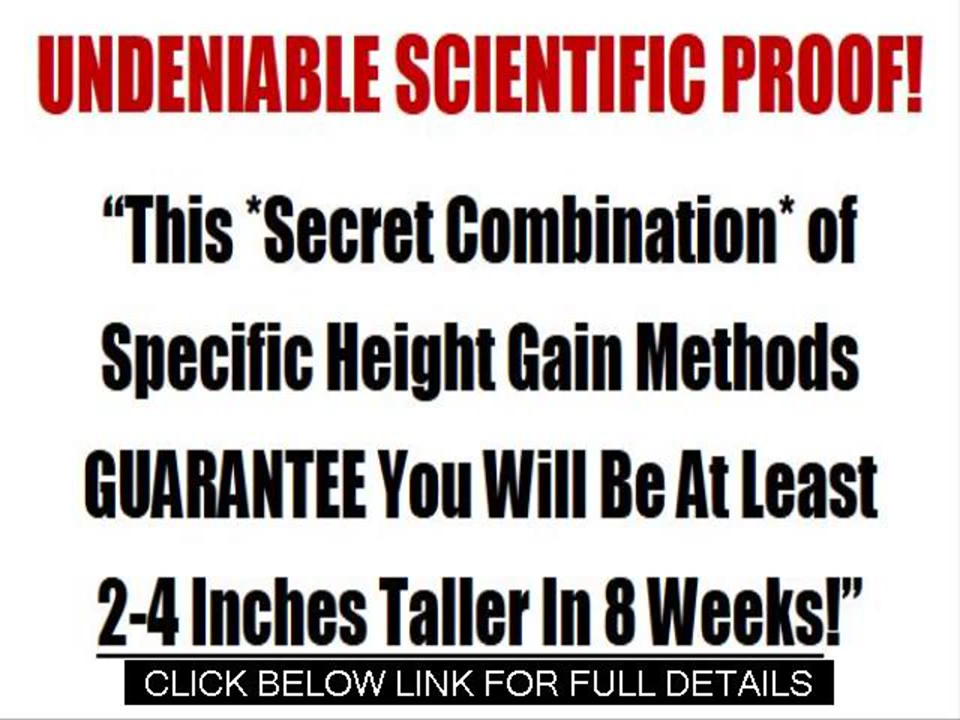 UNDENIABLE SCIENTIFIC PROOF!
“This *Secret Combination* of
Specific Height Gain Methods
GUARANTEE You Will Be At Least
2-4 Inches Taller In 8 Weeks!”
CLICK BELOW LINK FOR FULL DETAILS